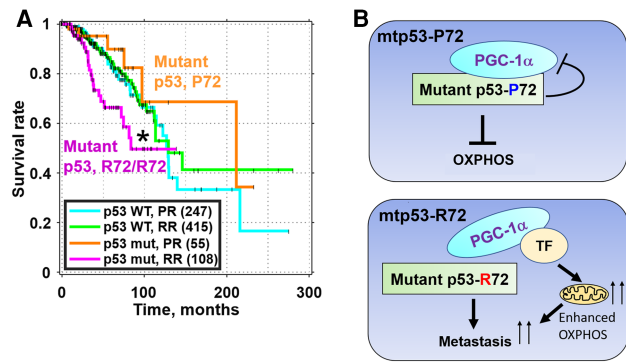 A
1
0.8
0.6
0.4
0.2
0
Survival rate
Mutant
p53, P72
*
Mutant
p53, R72/R72
p53 WT, PR (247)
p53 WT, RR (415)
p53 mut, PR (55)
p53 mut, RR (108)
0 100 200 300
Time, months
B
mtp53-P72
PGC-1α
Mutant p53-P72
OXPHOS
mtp53-R72
PGC-1α
TF
Mutant p53-R72
Enhanced
OXPHOS
Metastasis